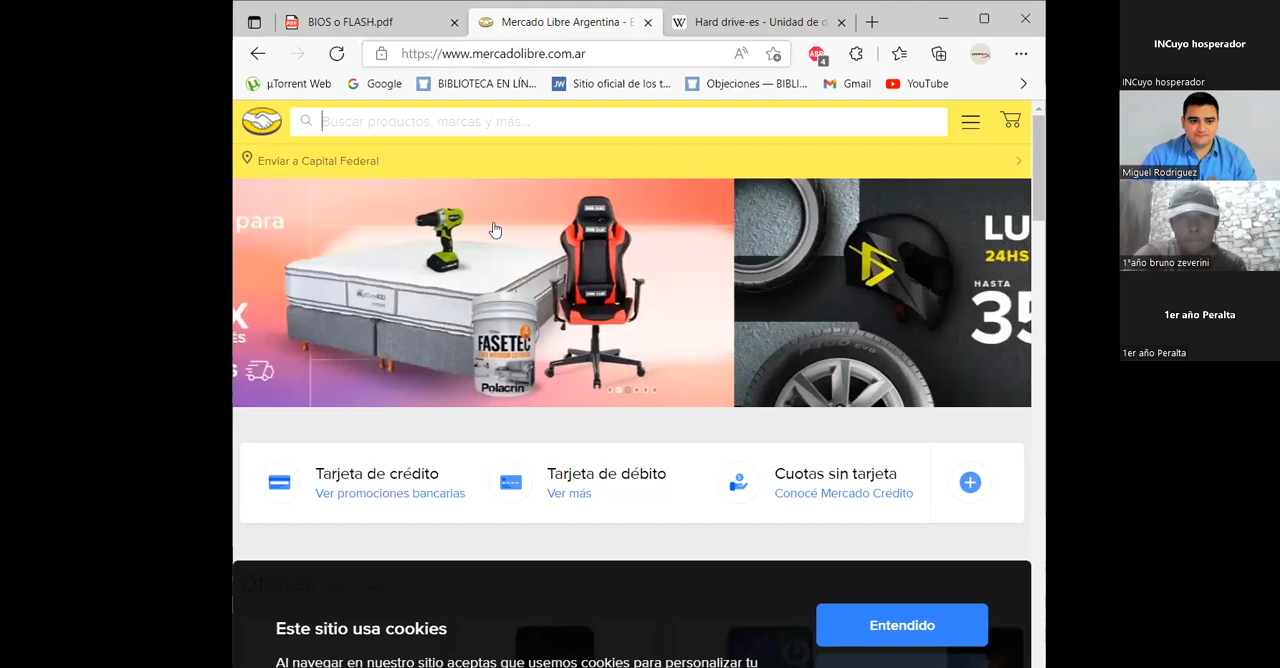 BIOS o FLASH.pdf
Mercado Libre Argentina - E
Hard drive-es - Unidad de d
https://www.mercadolibre.com.ar
ABP
4
µTorrent Web
Google
BIBLIOTECA EN LÍN...
JW
Sitio oficial de los t...
Objeciones — BIBLI...
Gmail
YouTube
Buscar productos, marcas y más...
Enviar a Capital Federal
para
X
FASETEC
Polacrin
LU
24HS
HASTA
35
Tarjeta de crédito
Ver promociones bancarias
Tarjeta de débito
Ver más
Cuotas sin tarjeta
Conocé Mercado Crédito
Ofertas
Este sitio usa cookies
Entendido
Al navegar en nuestro sitio aceptas que usemos cookies para personalizar tu
INCuyo hosperador
INCuyo hosperador
Miguel Rodriguez
1°año bruno zeverini
1er año Peralta
1er año Peralta